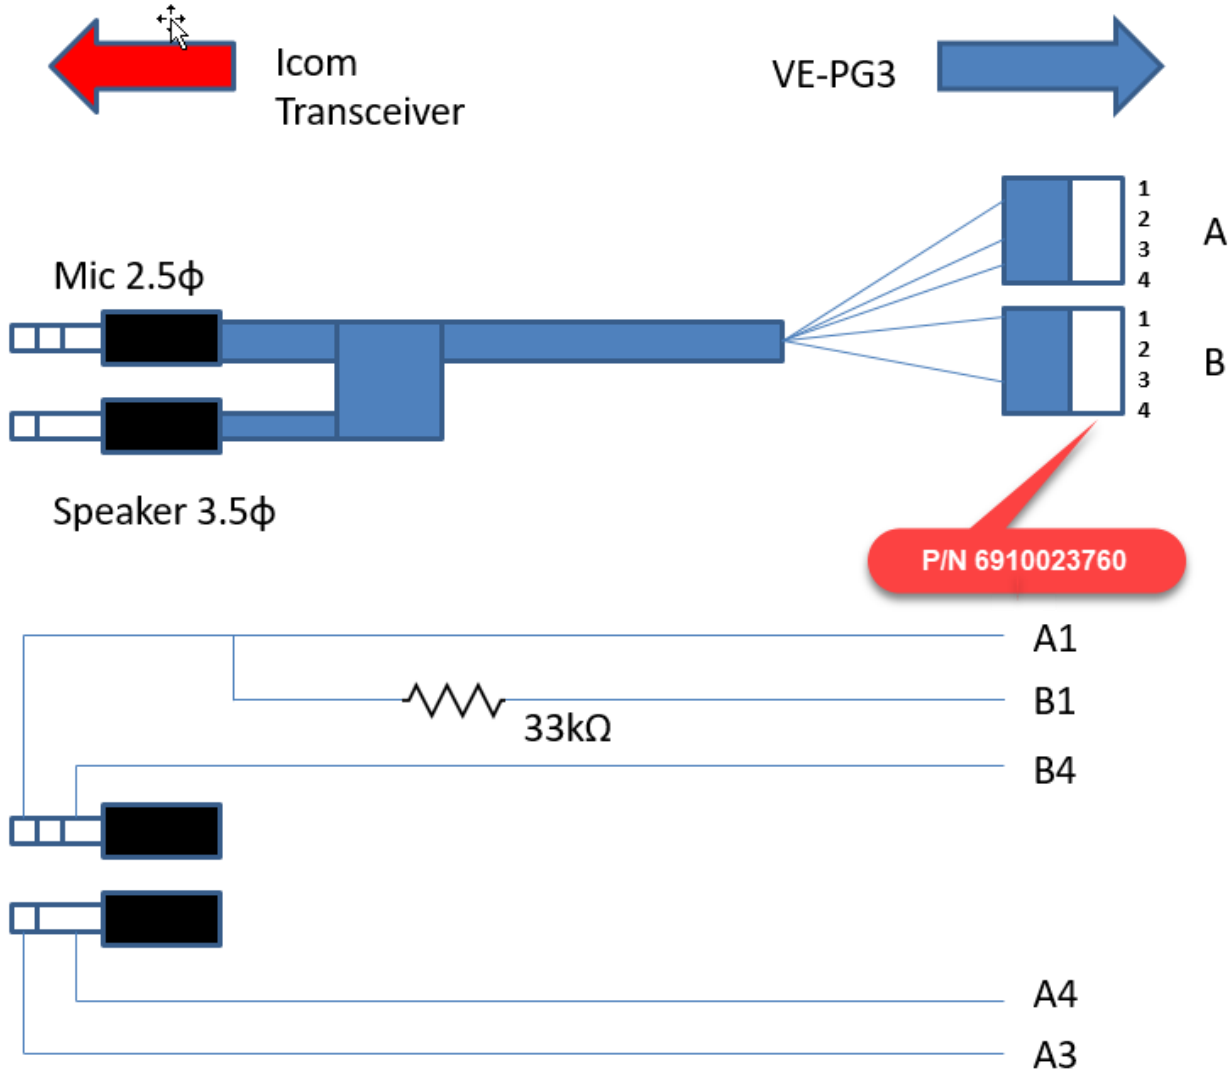 Icom
Transceiver
VE-PG3
1
2
3
4
A
Mic 2.5ϕ
1
2
3
4
B
Speaker 3.5ϕ
P/N 6910023760
A1
B1
33kΩ
B4
A4
A3